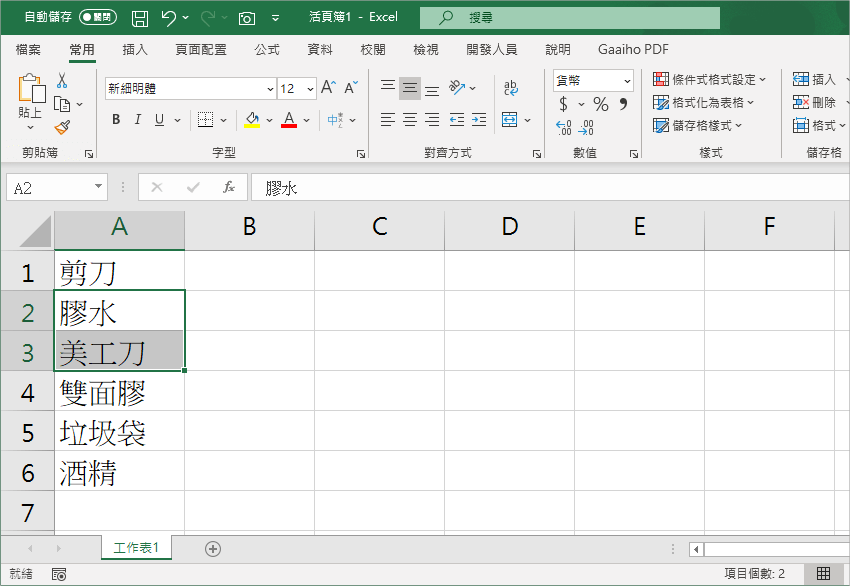 自動儲存 關閉 活頁簿1 - Excel 搜尋
檔案 常用 插入 頁面配置 公式 資料 校閱 檢視 開發人員 說明 Gaaiho PDF
貼上
新細明體 12 A A
B I U A 中
ab
貨幣
$ % 9
.00 .00
條件式格式設定
格式化為表格
儲存格樣式
插入
刪除
格式
剪貼簿 字型 對齊方式 數值 樣式 儲存格
A2 fx 膠水
A B C D E F
1 剪刀
2 膠水
3 美工刀
4 雙面膠
5 垃圾袋
6 酒精
7
工作表1
就緒 項目個數: 2